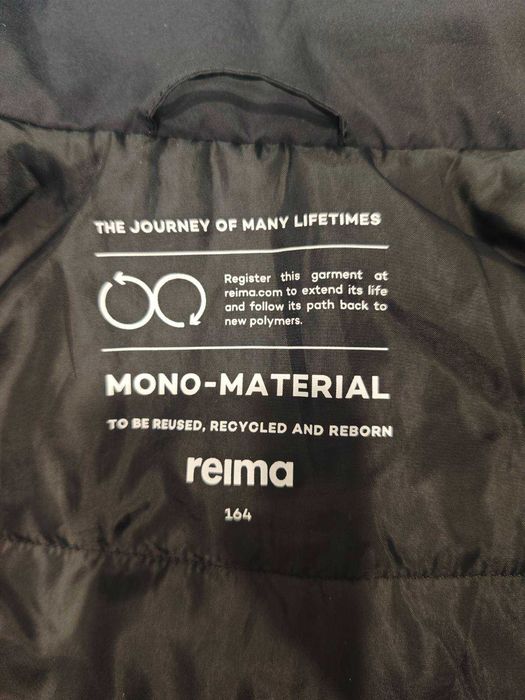 THE JOURNEY OF MANY LIFETIMES
Register this garment at
reima.com to extend its life
and follow its path back to
new polymers.
MONO-MATERIAL
TO BE REUSED, RECYCLED AND REBORN
reima
164